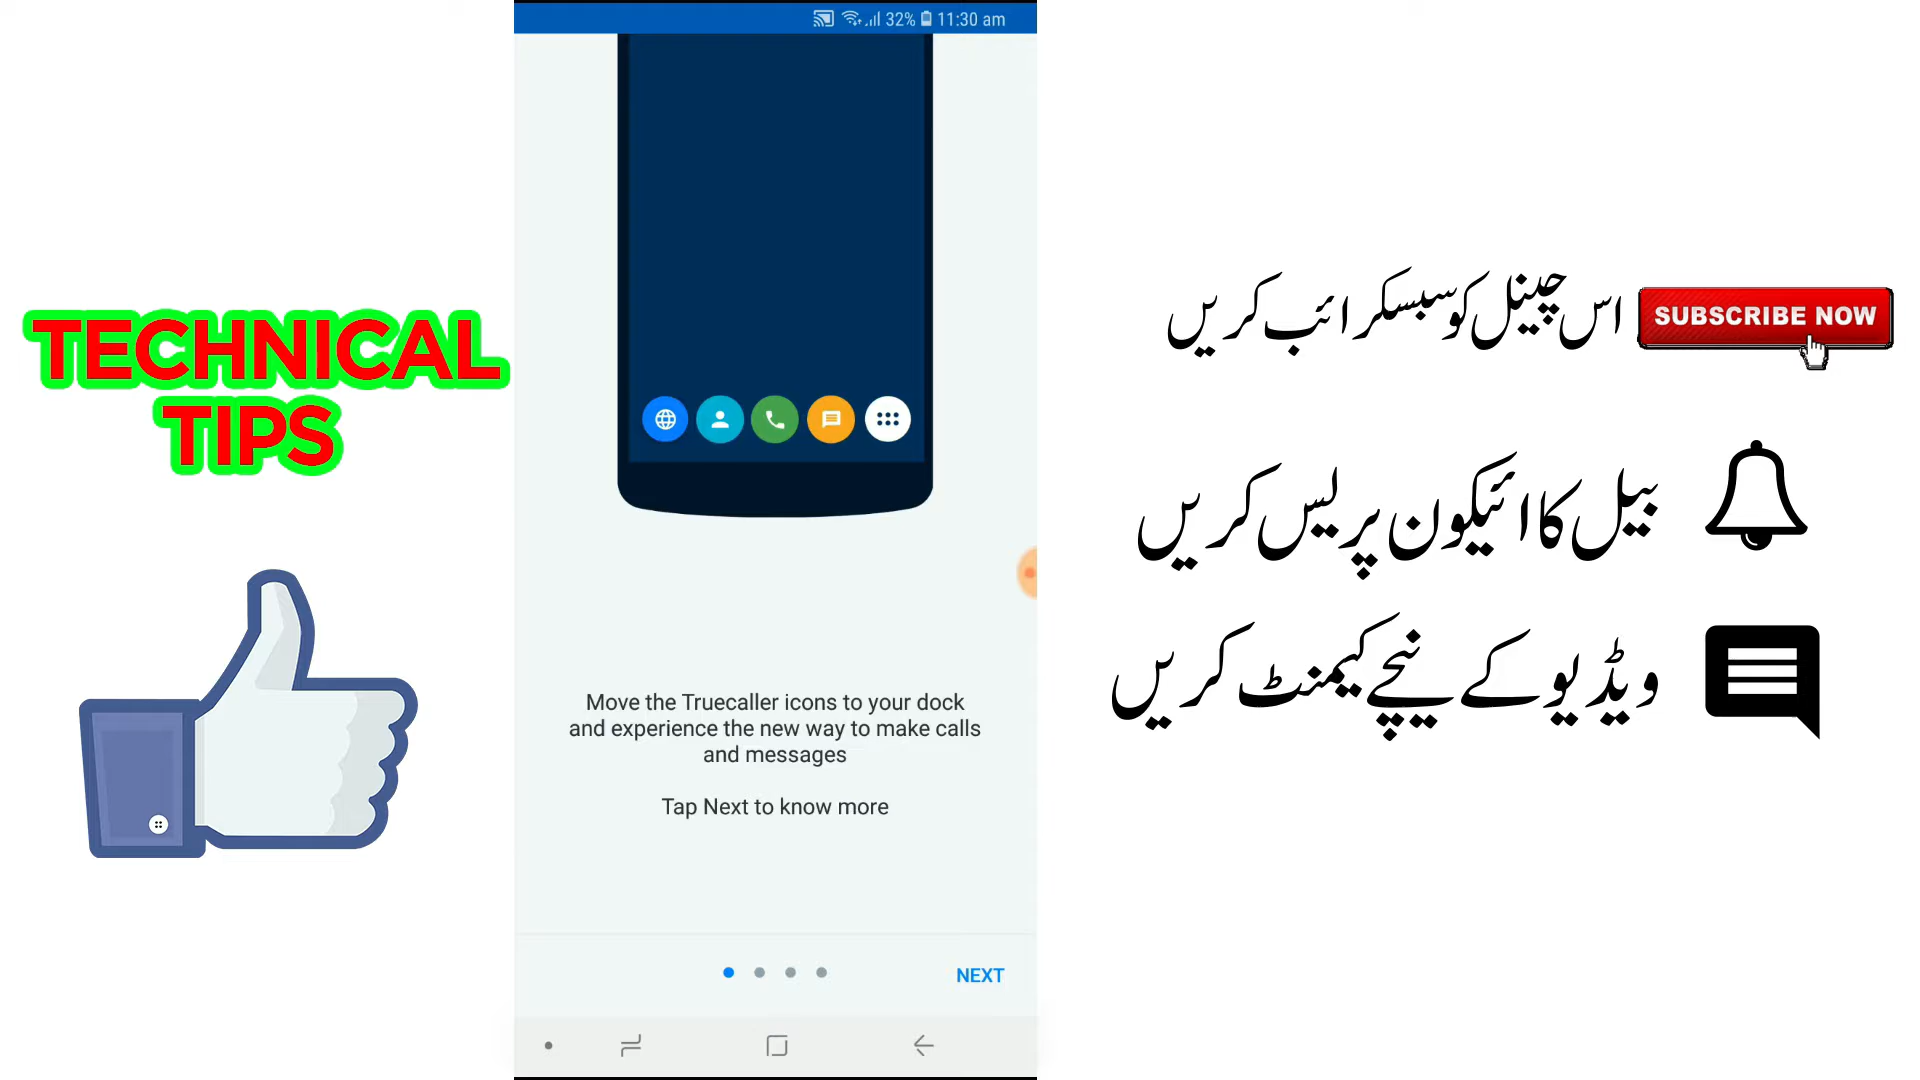 32% 11:30 am
TECHNICAL
TIPS
Move the Truecaller icons to your dock
and experience the new way to make calls
and messages
Tap Next to know more
NEXT
اس چینل کو سبسکرائب کریں
SUBSCRIBE NOW
بیل کا ائیکون پریس کریں
ویڈیو کے نیچے کیمنٹ کریں